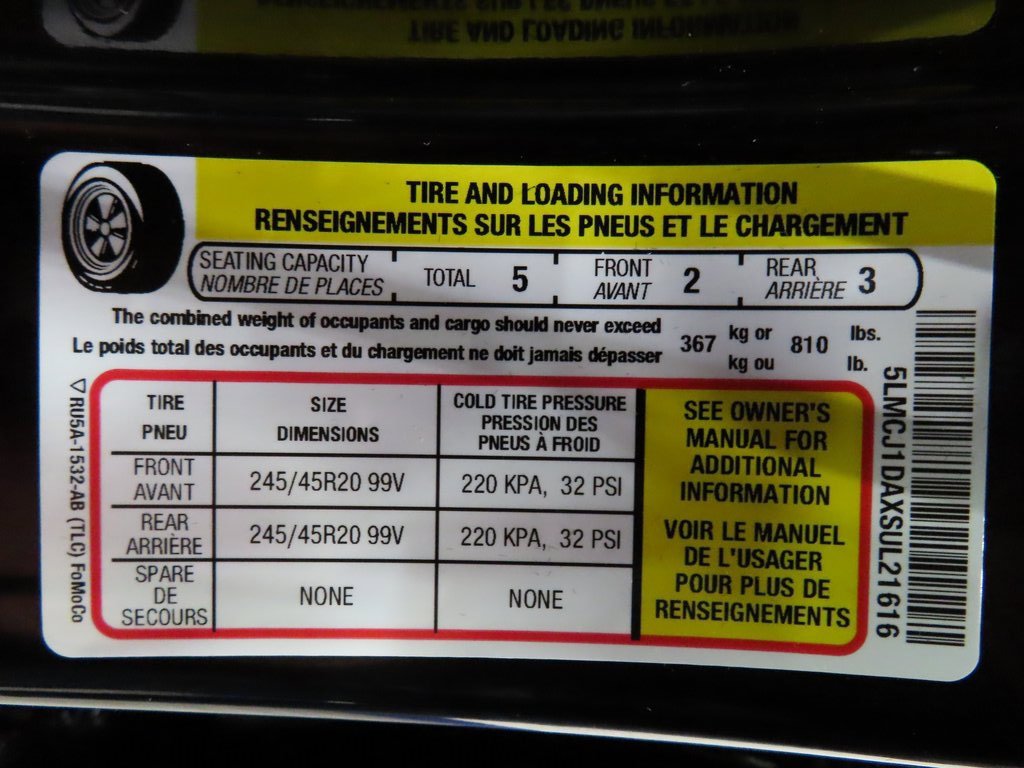 TIRE AND LOADING INFORMATION
TIRE AND LOADING INFORMATION
RENSEIGNEMENTS SUR LES PNEUS ET LE CHARGEMENT
SEATING CAPACITY TOTAL 5 FRONT 2 REAR 3
NOMBRE DE PLACES AVANT ARRIÈRE
The combined weight of occupants and cargo should never exceed 367 kg or 810 lbs.
Le poids total des occupants et du chargement ne doit jamais dépasser kg ou lb.
TIRE SIZE COLD TIRE PRESSURE
PNEU DIMENSIONS PRESSION DES
PNEUS À FROID
FRONT 245/45R20 99V 220 KPA, 32 PSI
AVANT
REAR 245/45R20 99V 220 KPA, 32 PSI
ARRIÈRE
SPARE
DE NONE NONE
SECOURS
SEE OWNER'S
MANUAL FOR
ADDITIONAL
INFORMATION
VOIR LE MANUEL
DE L'USAGER
POUR PLUS DE
RENSEIGNEMENTS
5LMCJ1DAXSUL21616
RU5A-1532-AB (TLC) FoMoCo